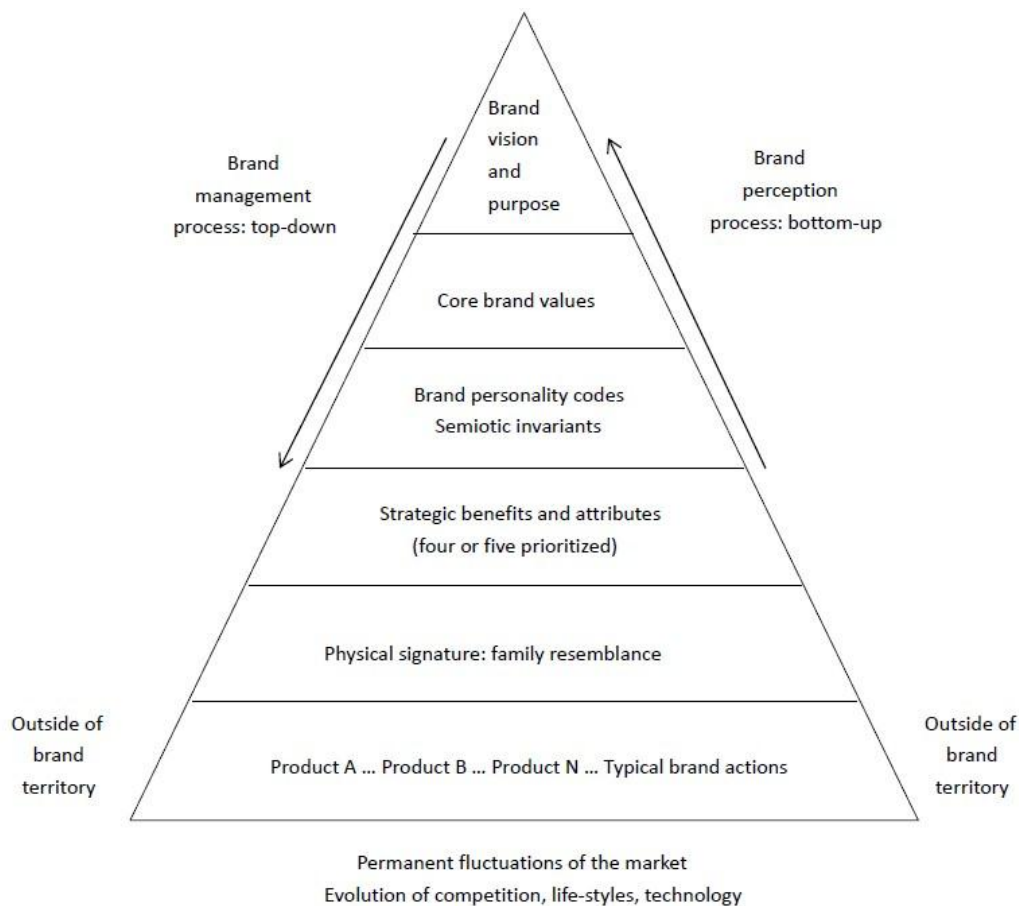 Brand
vision
and
purpose
Brand
management
process: top-down
Brand
perception
process: bottom-up
Core brand values
Brand personality codes
Semiotic invariants
Strategic benefits and attributes
(four or five prioritized)
Physical signature: family resemblance
Outside of
brand
territory
Product A ... Product B ... Product N ... Typical brand actions
Outside of
brand
territory
Permanent fluctuations of the market
Evolution of competition, life-styles, technology